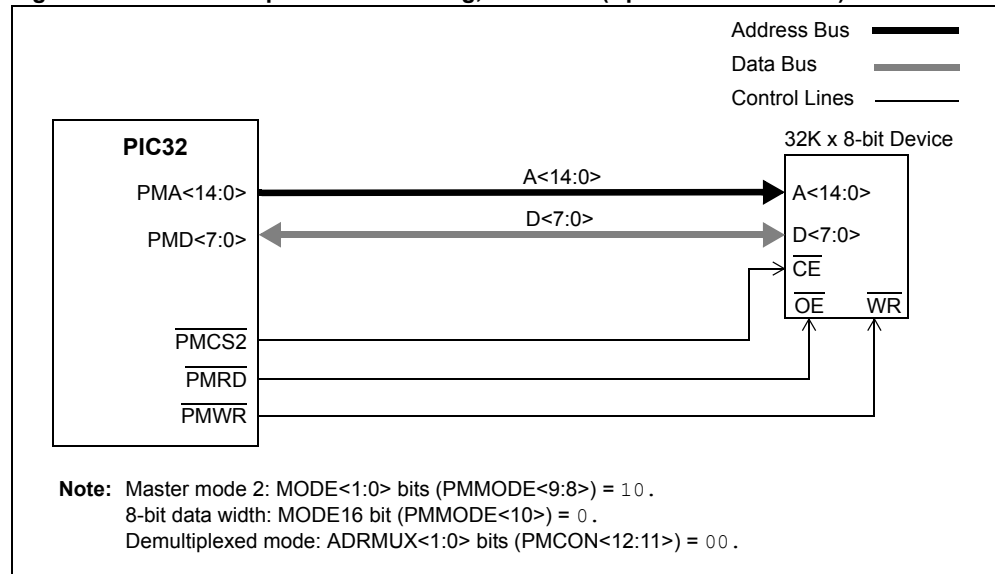 Address Bus
Data Bus
Control Lines
PIC32
32K x 8-bit Device
PMA<14:0>
A<14:0>
A<14:0>
PMD<7:0>
D<7:0>
D<7:0>
CE
OE WR
PMCS2
PMRD
PMWR
Note: Master mode 2: MODE<1:0> bits (PMMODE<9:8>) = 10.
8-bit data width: MODE16 bit (PMMODE<10>) = 0.
Demultiplexed mode: ADRMUX<1:0> bits (PMCON<12:11>) = 00.